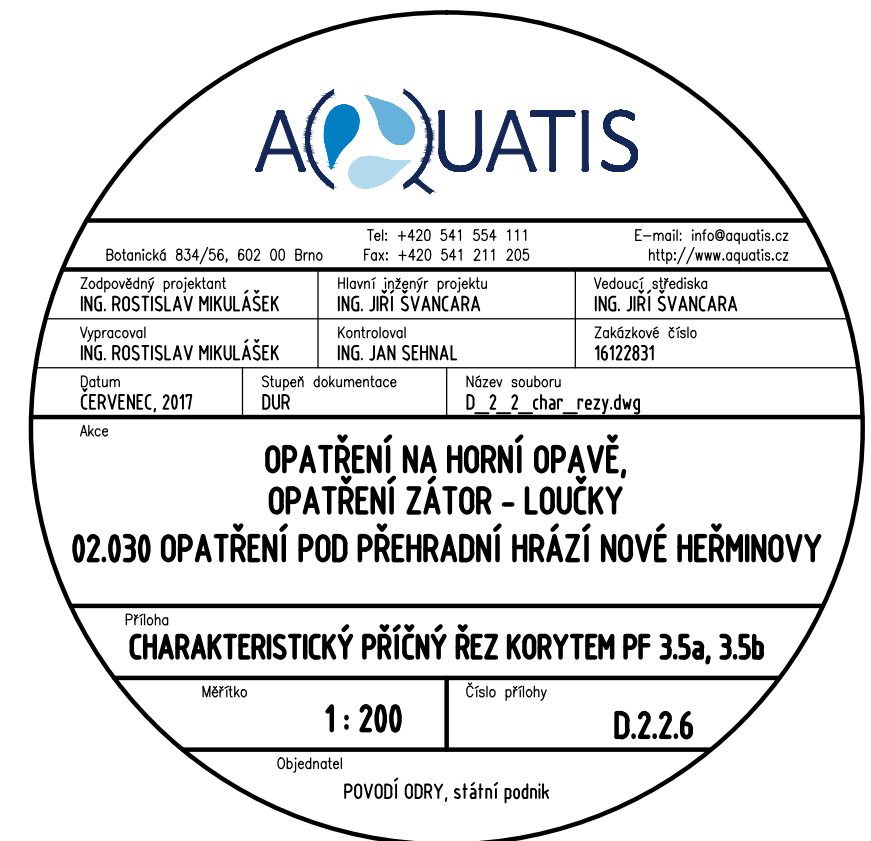 AQUATIS
Botanická 834/56, 602 00 Brno
Tel: +420 541 554 111
Fax: +420 541 211 205
E-mail: info@aquatis.cz
http://www.aquatis.cz
Zodpovědný projektant
ING. ROSTISLAV MIKULÁŠEK
Hlavní inženýr projektu
ING. JIŘÍ ŠVANCARA
Vedoucí střediska
ING. JIŘÍ ŠVANCARA
Vypracoval
ING. ROSTISLAV MIKULÁŠEK
Kontroloval
ING. JAN SEHNAL
Zakázkové číslo
16122831
Datum
ČERVENEC, 2017
Stupeň dokumentace
DUR
Název souboru
D_2_2_char_rezy.dwg
Akce
OPATŘENÍ NA HORNÍ OPAVĚ,
OPATŘENÍ ZÁTOR - LOUČKY
02.030 OPATŘENÍ POD PŘEHRADNÍ HRÁZÍ NOVÉ HEŘMINOVY
Příloha
CHARAKTERISTICKÝ PŘÍČNÝ ŘEZ KORYTEM PF 3.5a, 3.5b
Měřítko
1 : 200
Číslo přílohy
D.2.2.6
Objednatel
POVODÍ ODRY, státní podnik